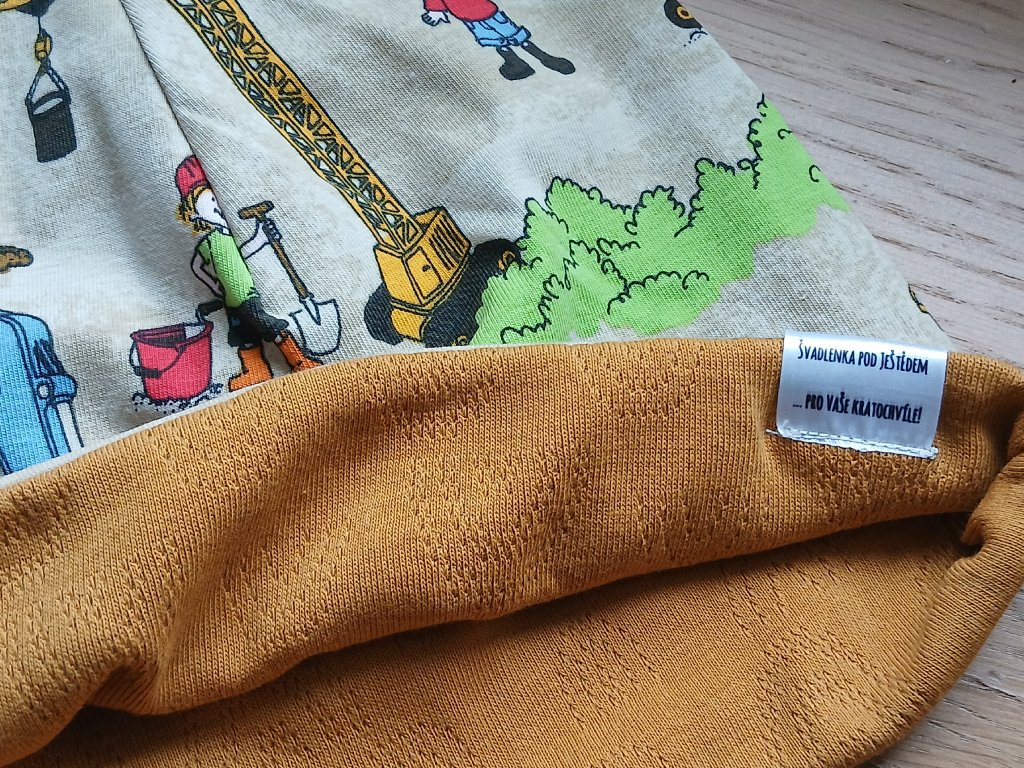 ŠVADLENKA POD JEŠTĚDEM
... PRO VAŠE KRATOCHVÍLE!